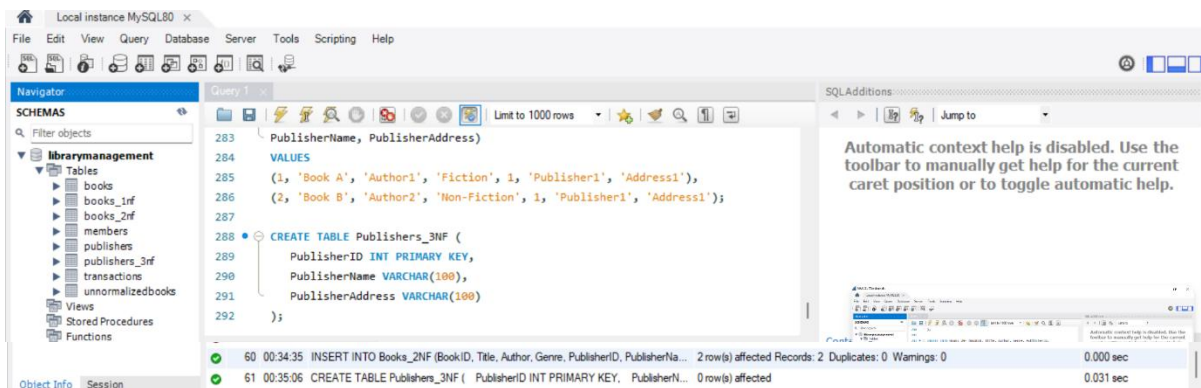 Local instance MySQL80 ×
File Edit View Query Database Server Tools Scripting Help
Navigator
SCHEMAS
Filter objects
librarymanagement
Tables
books
books_1nf
books_2nf
members
publishers
publishers_3nf
transactions
unnormalizedbooks
Views
Stored Procedures
Functions
Object Info Session
Query 1 ×
Limit to 1000 rows
283 PublisherName, PublisherAddress)
284 VALUES
285 (1, 'Book A', 'Author1', 'Fiction', 1, 'Publisher1', 'Address1'),
286 (2, 'Book B', 'Author2', 'Non-Fiction', 1, 'Publisher1', 'Address1');
287
288 CREATE TABLE Publishers_3NF (
289 PublisherID INT PRIMARY KEY,
290 PublisherName VARCHAR(100),
291 PublisherAddress VARCHAR(100)
292 );
SQLAdditions
Jump to
Automatic context help is disabled. Use the
toolbar to manually get help for the current
caret position or to toggle automatic help.
60 00:34:35 INSERT INTO Books_2NF (BookID, Title, Author, Genre, PublisherID, PublisherNa... 2 row(s) affected Records: 2 Duplicates: 0 Warnings: 0 0.000 sec
61 00:35:06 CREATE TABLE Publishers_3NF ( PublisherID INT PRIMARY KEY, PublisherN... 0 row(s) affected 0.031 sec